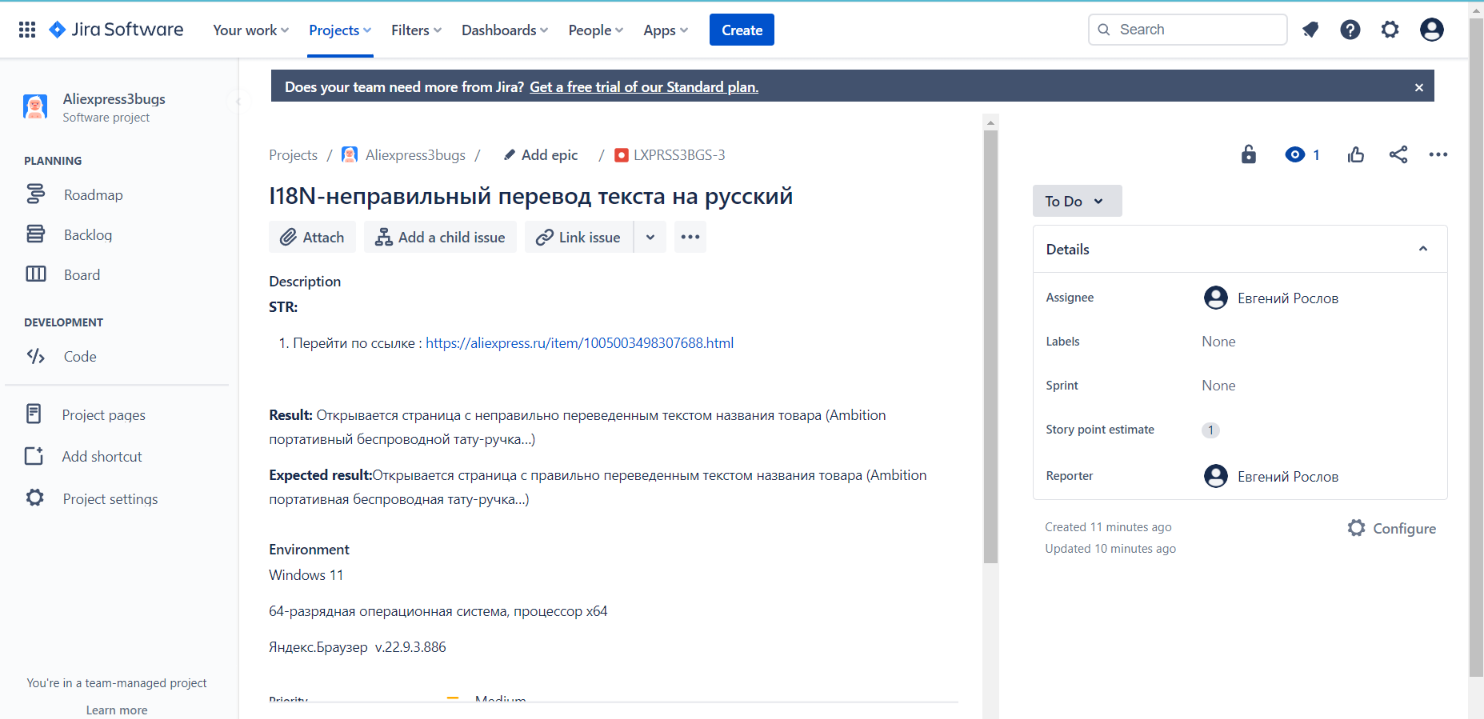 Jira Software
Your work
Projects
Filters
Dashboards
People
Apps
Create
Search
Aliexpress3bugs
Software project
PLANNING
Roadmap
Backlog
Board
DEVELOPMENT
Code
Project pages
Add shortcut
Project settings
You're in a team-managed project
Learn more
Does your team need more from Jira? Get a free trial of our Standard plan.
Projects / Aliexpress3bugs / Add epic / LXPRSS3BGS-3
1
I18N-неправильный перевод текста на русский
Attach
Add a child issue
Link issue
Description
STR:
1. Перейти по ссылке : https://aliexpress.ru/item/1005003498307688.html
Result: Открывается страница с неправильно переведенным текстом названия товара (Ambition
портативный беспроводной тату-ручка...)
Expected result:Открывается страница с правильно переведенным текстом названия товара (Ambition
портативная беспроводная тату-ручка...)
Environment
Windows 11
64-разрядная операционная система, процессор x64
Яндекс.Браузер v.22.9.3.886
Priority
Medium
To Do
Details
Assignee
Евгений Рослов
Labels
None
Sprint
None
Story point estimate
1
Reporter
Евгений Рослов
Created 11 minutes ago
Updated 10 minutes ago
Configure